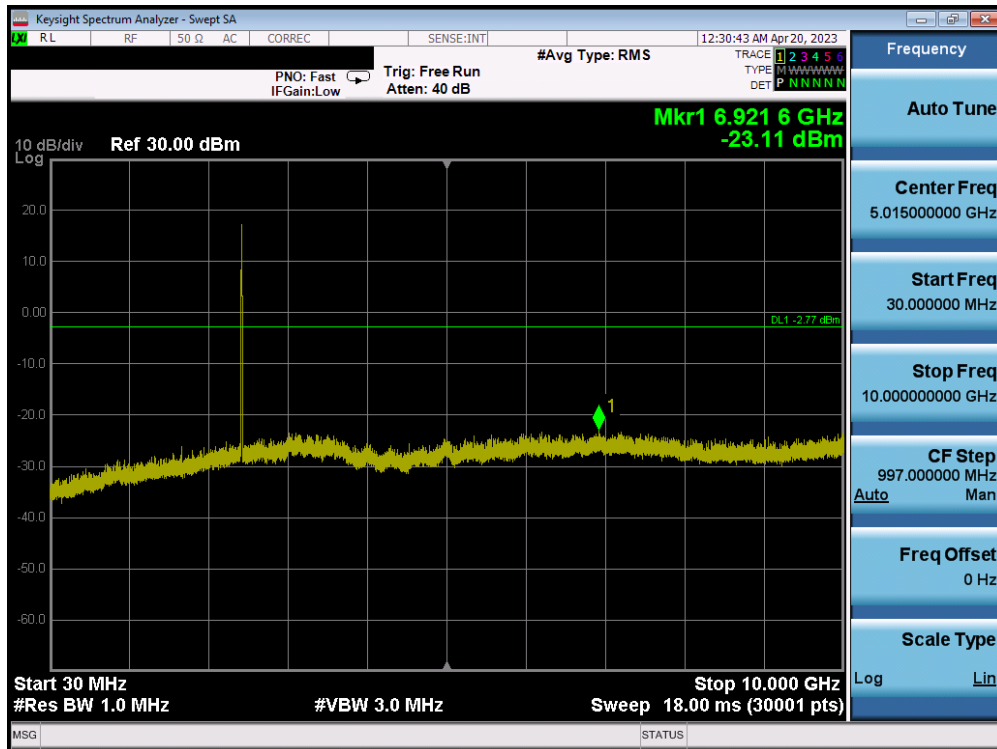 Keysight Spectrum Analyzer - Swept SA
LXI RL RF 50 Ω AC CORREC SENSE:INT 12:30:43 AM Apr 20, 2023
#Avg Type: RMS TRACE 1 2 3 4 5 6
PNO: Fast Trig: Free Run TYPE M WWWWW
IFGain:Low Atten: 40 dB DET P N N N N N
Mkr1 6.921 6 GHz
-23.11 dBm
10 dB/div Ref 30.00 dBm
Log
20.0
10.0
0.00
DL1 -2.77 dBm
-10.0
-20.0
1
-30.0
-40.0
-50.0
-60.0
Start 30 MHz Stop 10.000 GHz
#Res BW 1.0 MHz #VBW 3.0 MHz Sweep 18.00 ms (30001 pts)
MSG STATUS
Frequency
Auto Tune
Center Freq
5.015000000 GHz
Start Freq
30.000000 MHz
Stop Freq
10.000000000 GHz
CF Step
997.000000 MHz
Auto Man
Freq Offset
0 Hz
Scale Type
Log Lin